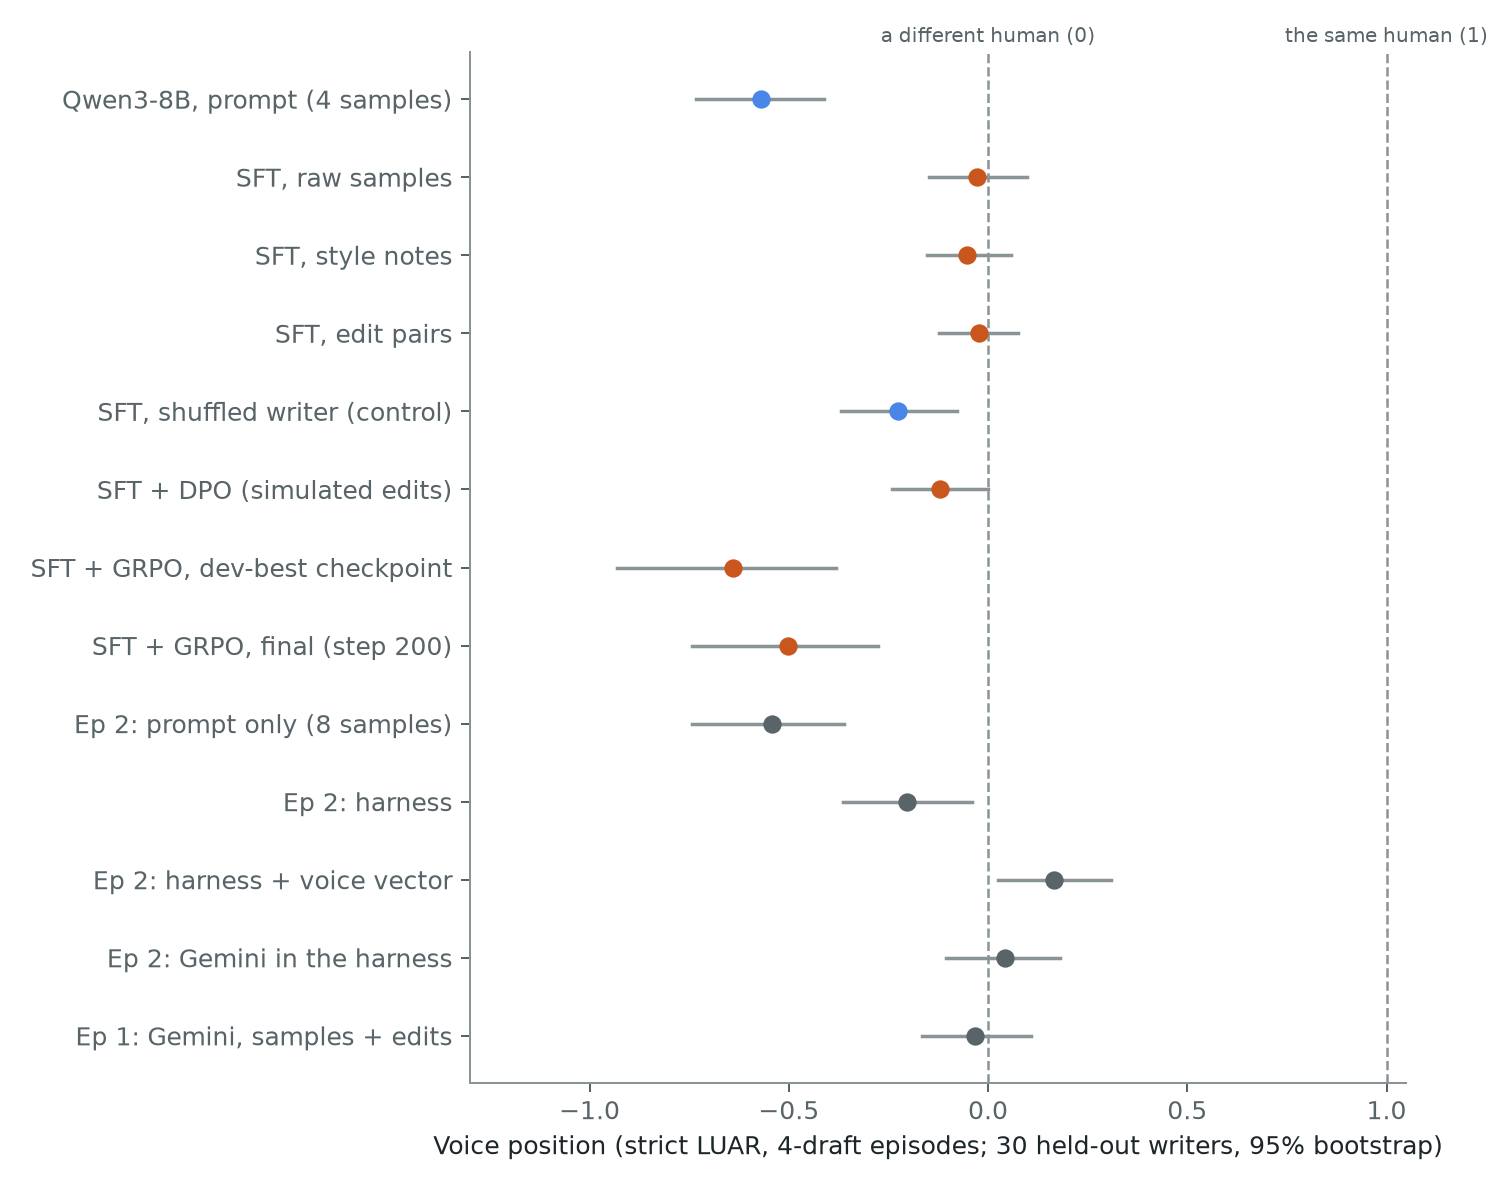 a different human (0)
the same human (1)
Qwen3-8B, prompt (4 samples)
SFT, raw samples
SFT, style notes
SFT, edit pairs
SFT, shuffled writer (control)
SFT + DPO (simulated edits)
SFT + GRPO, dev-best checkpoint
SFT + GRPO, final (step 200)
Ep 2: prompt only (8 samples)
Ep 2: harness
Ep 2: harness + voice vector
Ep 2: Gemini in the harness
Ep 1: Gemini, samples + edits
−1.0
−0.5
0.0
0.5
1.0
Voice position (strict LUAR, 4-draft episodes; 30 held-out writers, 95% bootstrap)